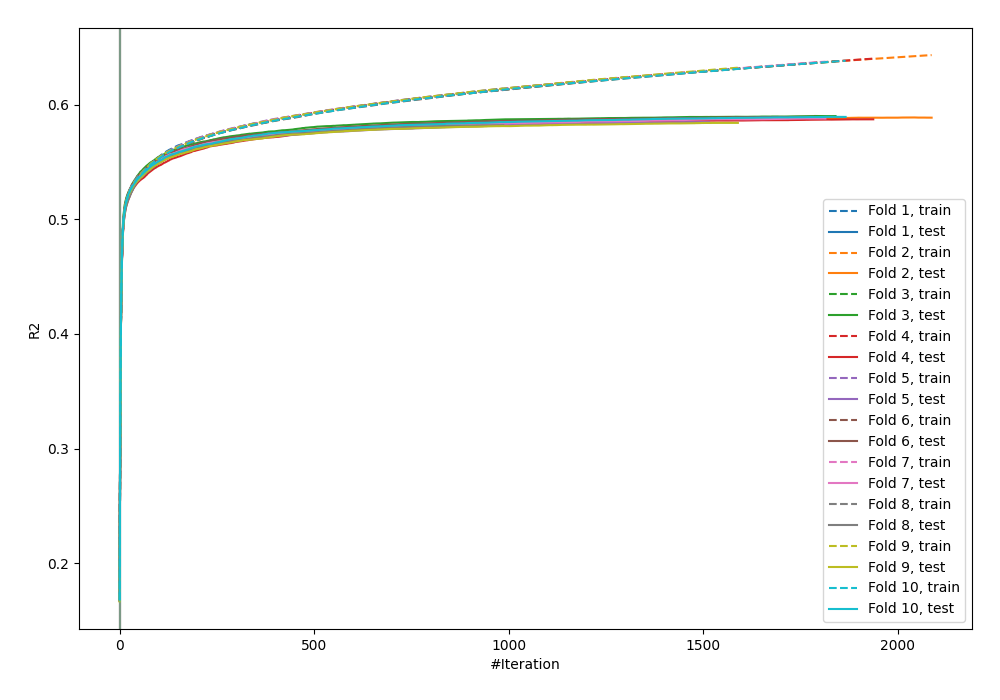 0.6
0.5
0.4
0.3
0.2
R2
0
500
1000
1500
2000
#Iteration
Fold 1, train
Fold 1, test
Fold 2, train
Fold 2, test
Fold 3, train
Fold 3, test
Fold 4, train
Fold 4, test
Fold 5, train
Fold 5, test
Fold 6, train
Fold 6, test
Fold 7, train
Fold 7, test
Fold 8, train
Fold 8, test
Fold 9, train
Fold 9, test
Fold 10, train
Fold 10, test